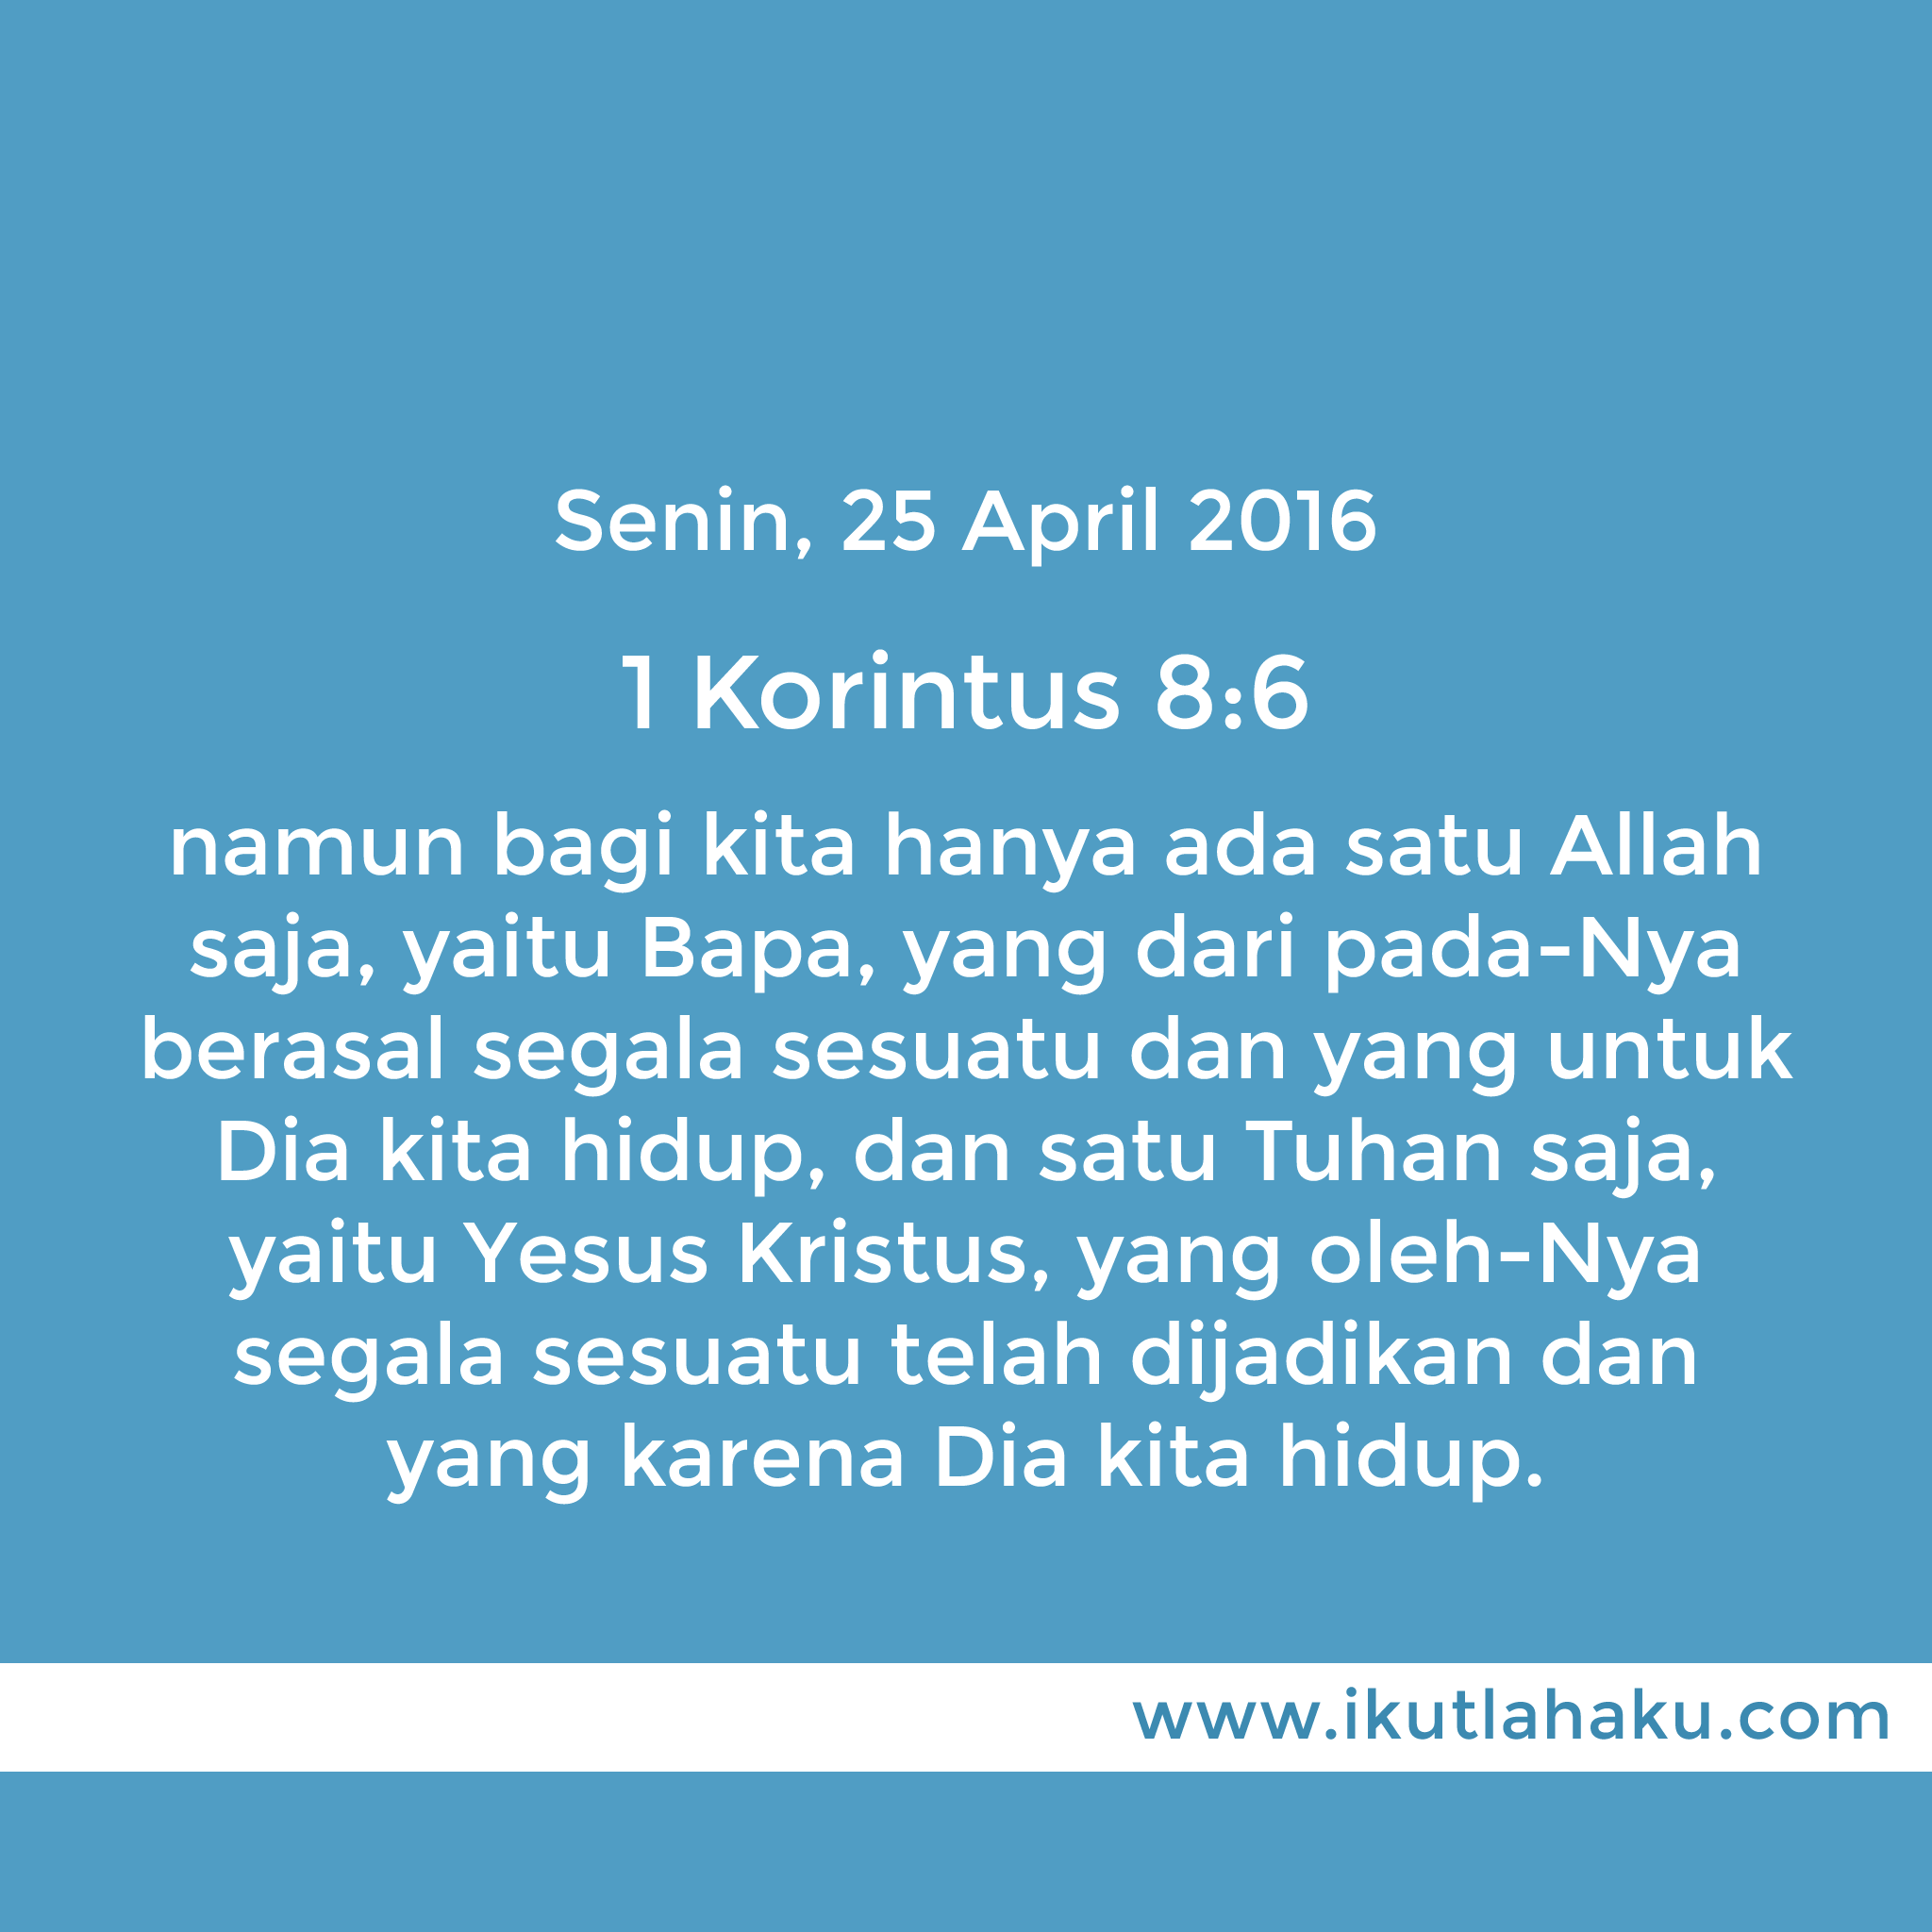 Senin, 25 April 2016
1 Korintus 8:6
namun bagi kita hanya ada satu Allah
saja, yaitu Bapa, yang dari pada-Nya
berasal segala sesuatu dan yang untuk
Dia kita hidup, dan satu Tuhan saja,
yaitu Yesus Kristus, yang oleh-Nya
segala sesuatu telah dijadikan dan
yang karena Dia kita hidup.
www.ikutlahaku.com